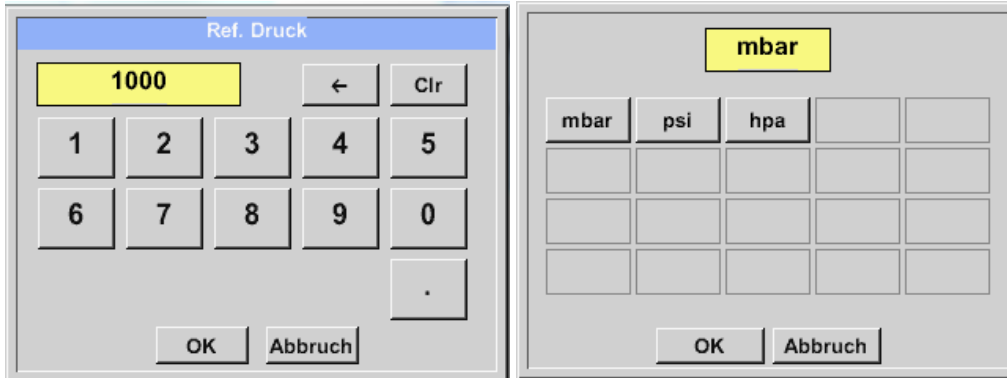 Ref. Druck
1000 ← Clr
1 2 3 4 5
6 7 8 9 0
.
OK Abbruch
mbar
mbar psi hpa
OK Abbruch